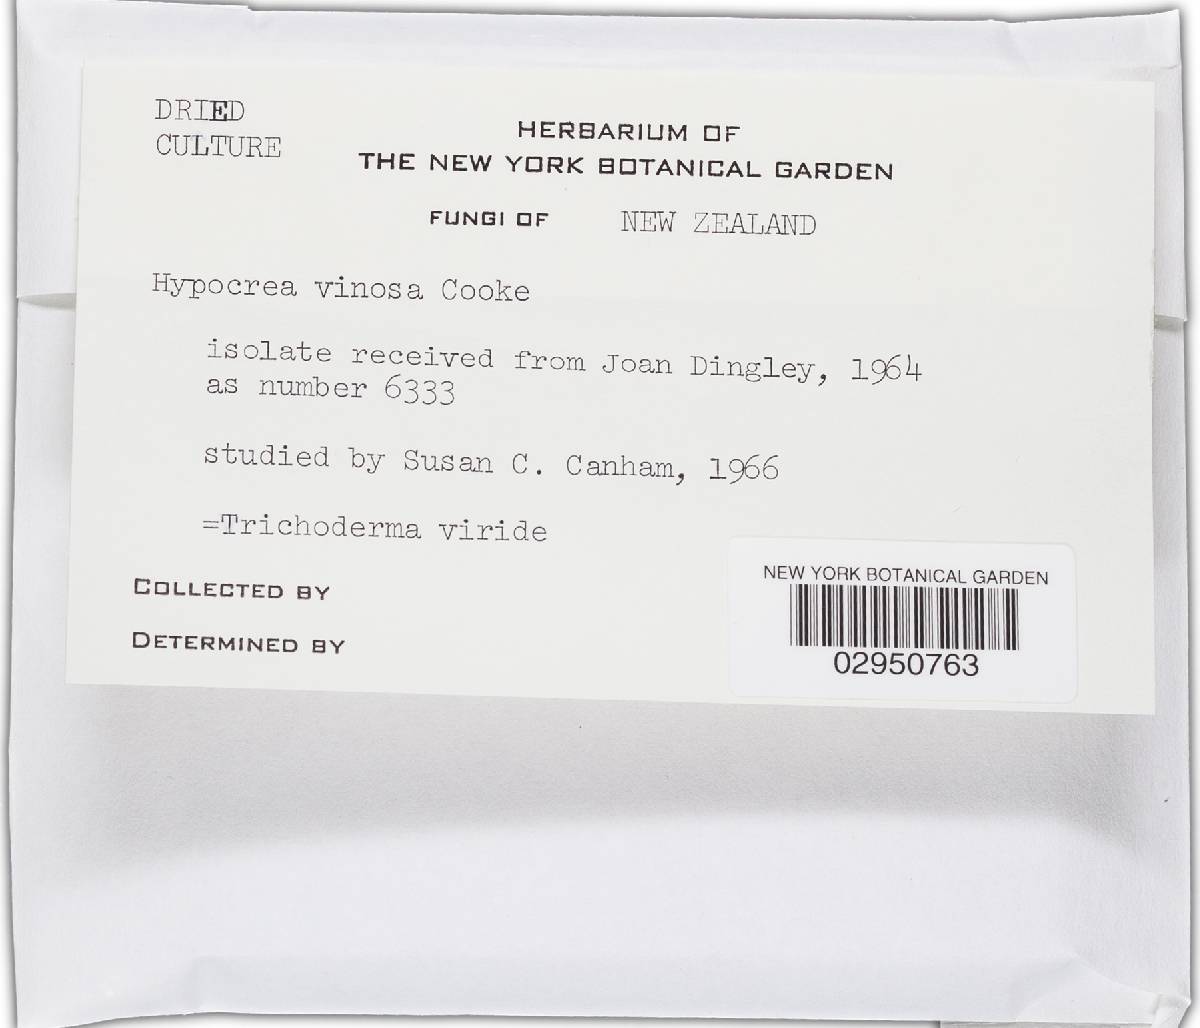 DRIED
CULTURE
HERBARIUM OF
THE NEW YORK BOTANICAL GARDEN
FUNGI OF NEW ZEALAND
Hypocrea vinosa Cooke
isolate received from Joan Dingley, 1964
as number 6333
studied by Susan C. Canham, 1966
=Trichoderma viride
COLLECTED BY
DETERMINED BY
NEW YORK BOTANICAL GARDEN
02950763